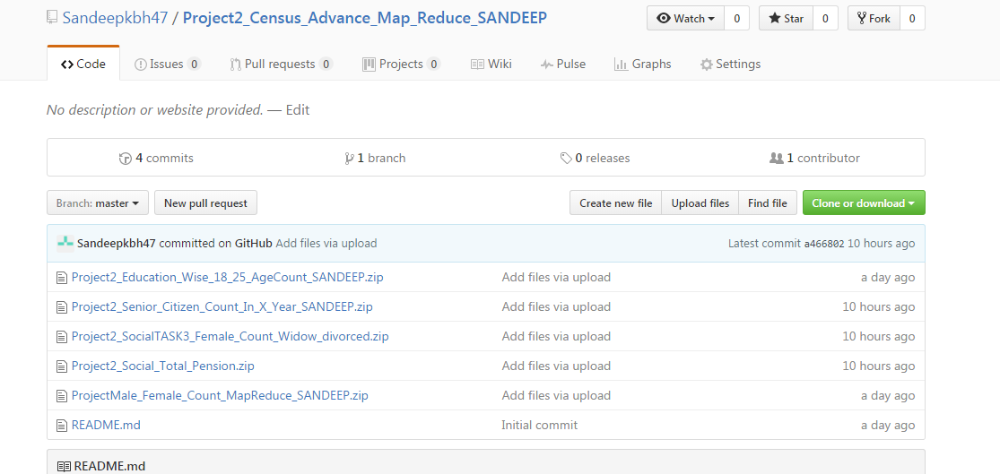 Sandeepkbh47 / Project2_Census_Advance_Map_Reduce_SANDEEP Watch 0 Star 0 Fork 0
Code Issues 0 Pull requests 0 Projects 0 Wiki Pulse Graphs Settings
No description or website provided. — Edit
4 commits 1 branch 0 releases 1 contributor
Branch: master New pull request Create new file Upload files Find file Clone or download
Sandeepkbh47 committed on GitHub Add files via upload Latest commit a466802 10 hours ago
Project2_Education_Wise_18_25_AgeCount_SANDEEP.zip Add files via upload a day ago
Project2_Senior_Citizen_Count_In_X_Year_SANDEEP.zip Add files via upload 10 hours ago
Project2_SocialTASK3_Female_Count_Widow_divorced.zip Add files via upload 10 hours ago
Project2_Social_Total_Pension.zip Add files via upload 10 hours ago
ProjectMale_Female_Count_MapReduce_SANDEEP.zip Add files via upload a day ago
README.md Initial commit a day ago
README.md